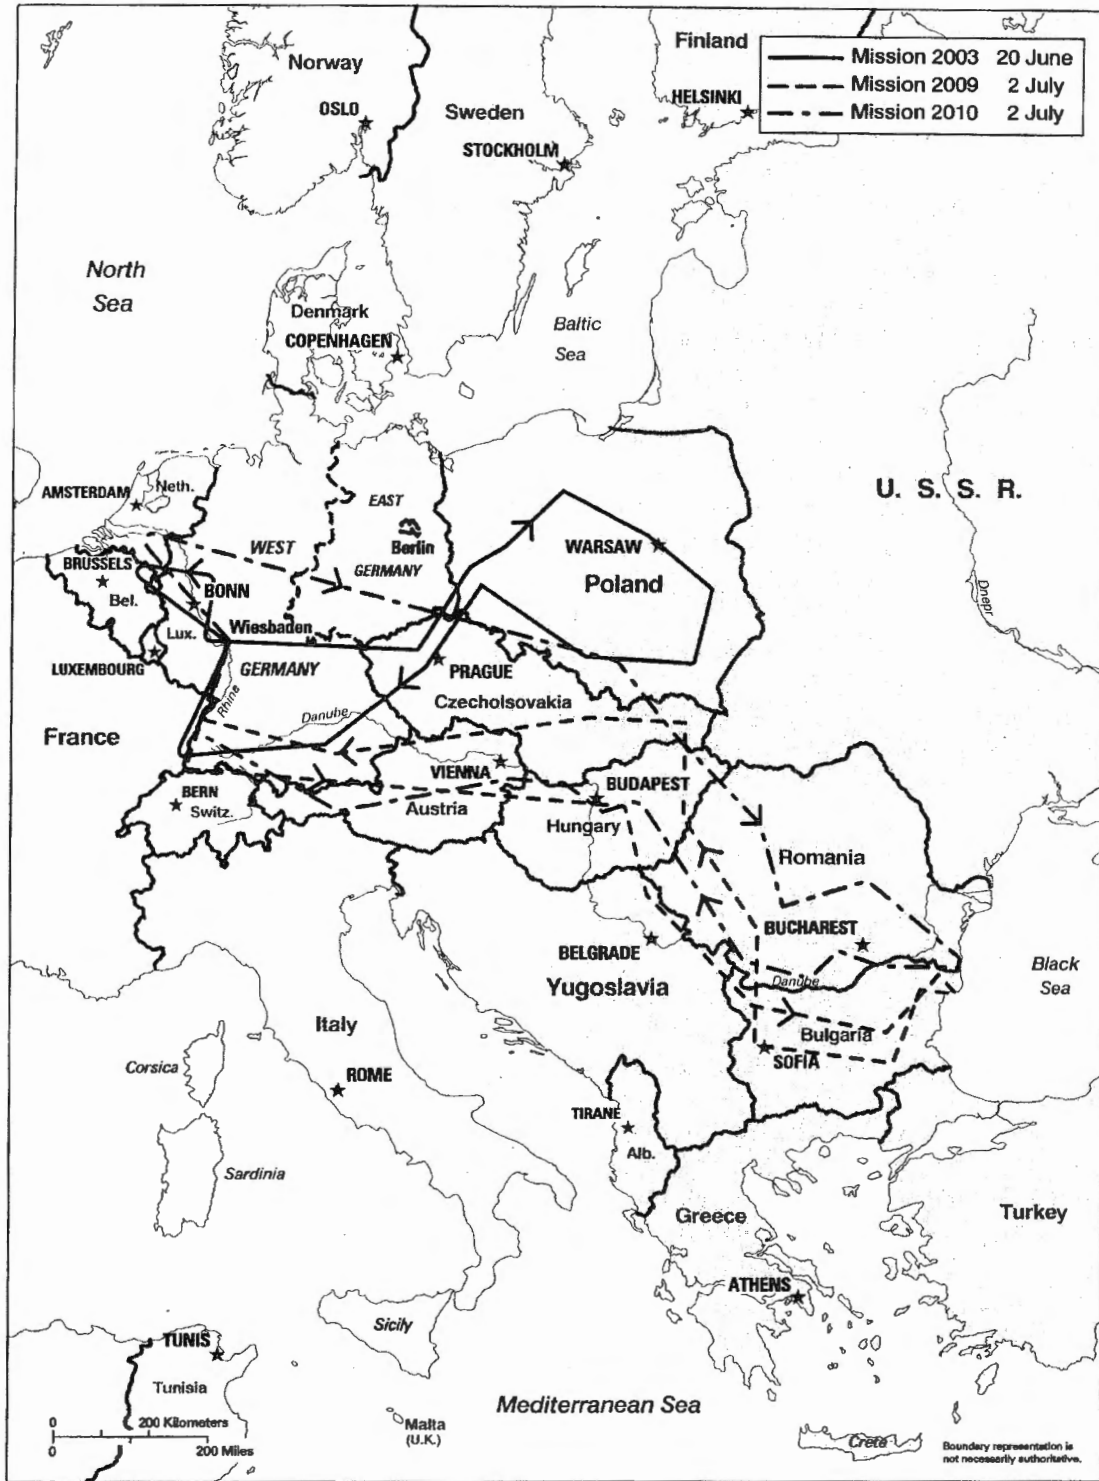 Finland
Norway
Mission 2003 20 June
Mission 2009 2 July
Mission 2010 2 July
HELSINKI
OSLO
Sweden
STOCKHOLM
North
Sea
Denmark
COPENHAGEN
Baltic
Sea
U. S. S. R.
AMSTERDAM
Neth.
EAST
Berlin
WEST
GERMANY
WARSAW
Poland
BRUSSELS
Bel.
BONN
Dnepr
Lux.
Wiesbaden
LUXEMBOURG
GERMANY
PRAGUE
Czecholsovakia
Rhine
Danube
France
VIENNA
BUDAPEST
BERN
Switz.
Austria
Hungary
Romania
BUCHAREST
BELGRADE
Yugoslavia
Danube
Black
Sea
Italy
Bulgaria
SOFIA
Corsica
ROME
TIRANE
Alb.
Sardinia
Greece
Turkey
ATHENS
Sicily
TUNIS
Tunisia
Mediterranean Sea
Malta
(U.K.)
Crete
0 200 Kilometers
0 200 Miles
Boundary representation is
not necessarily authoritative.